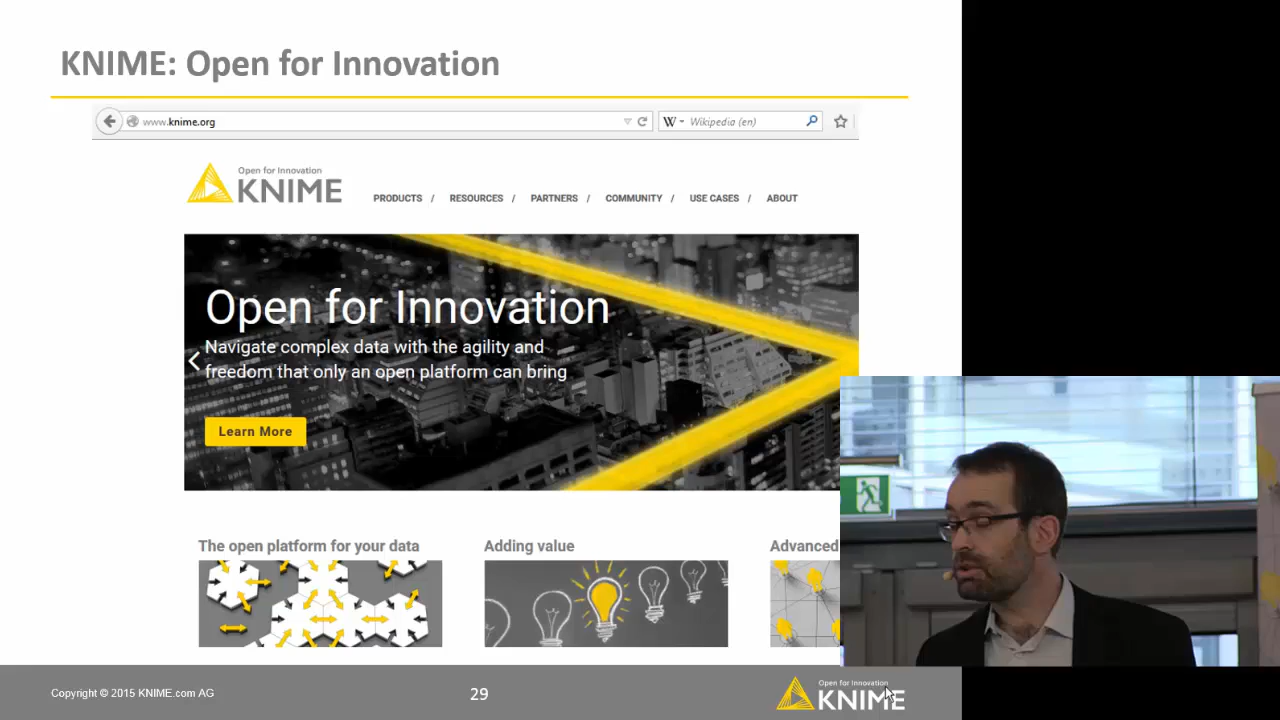 KNIME: Open for Innovation
www.knime.org
W Wikipedia (en)
Open for Innovation
KNIME
PRODUCTS / RESOURCES / PARTNERS / COMMUNITY / USE CASES / ABOUT
Open for Innovation
Navigate complex data with the agility and
freedom that only an open platform can bring
Learn More
The open platform for your data
Adding value
Advanced
Copyright © 2015 KNIME.com AG
29
Open for Innovation
KNIME